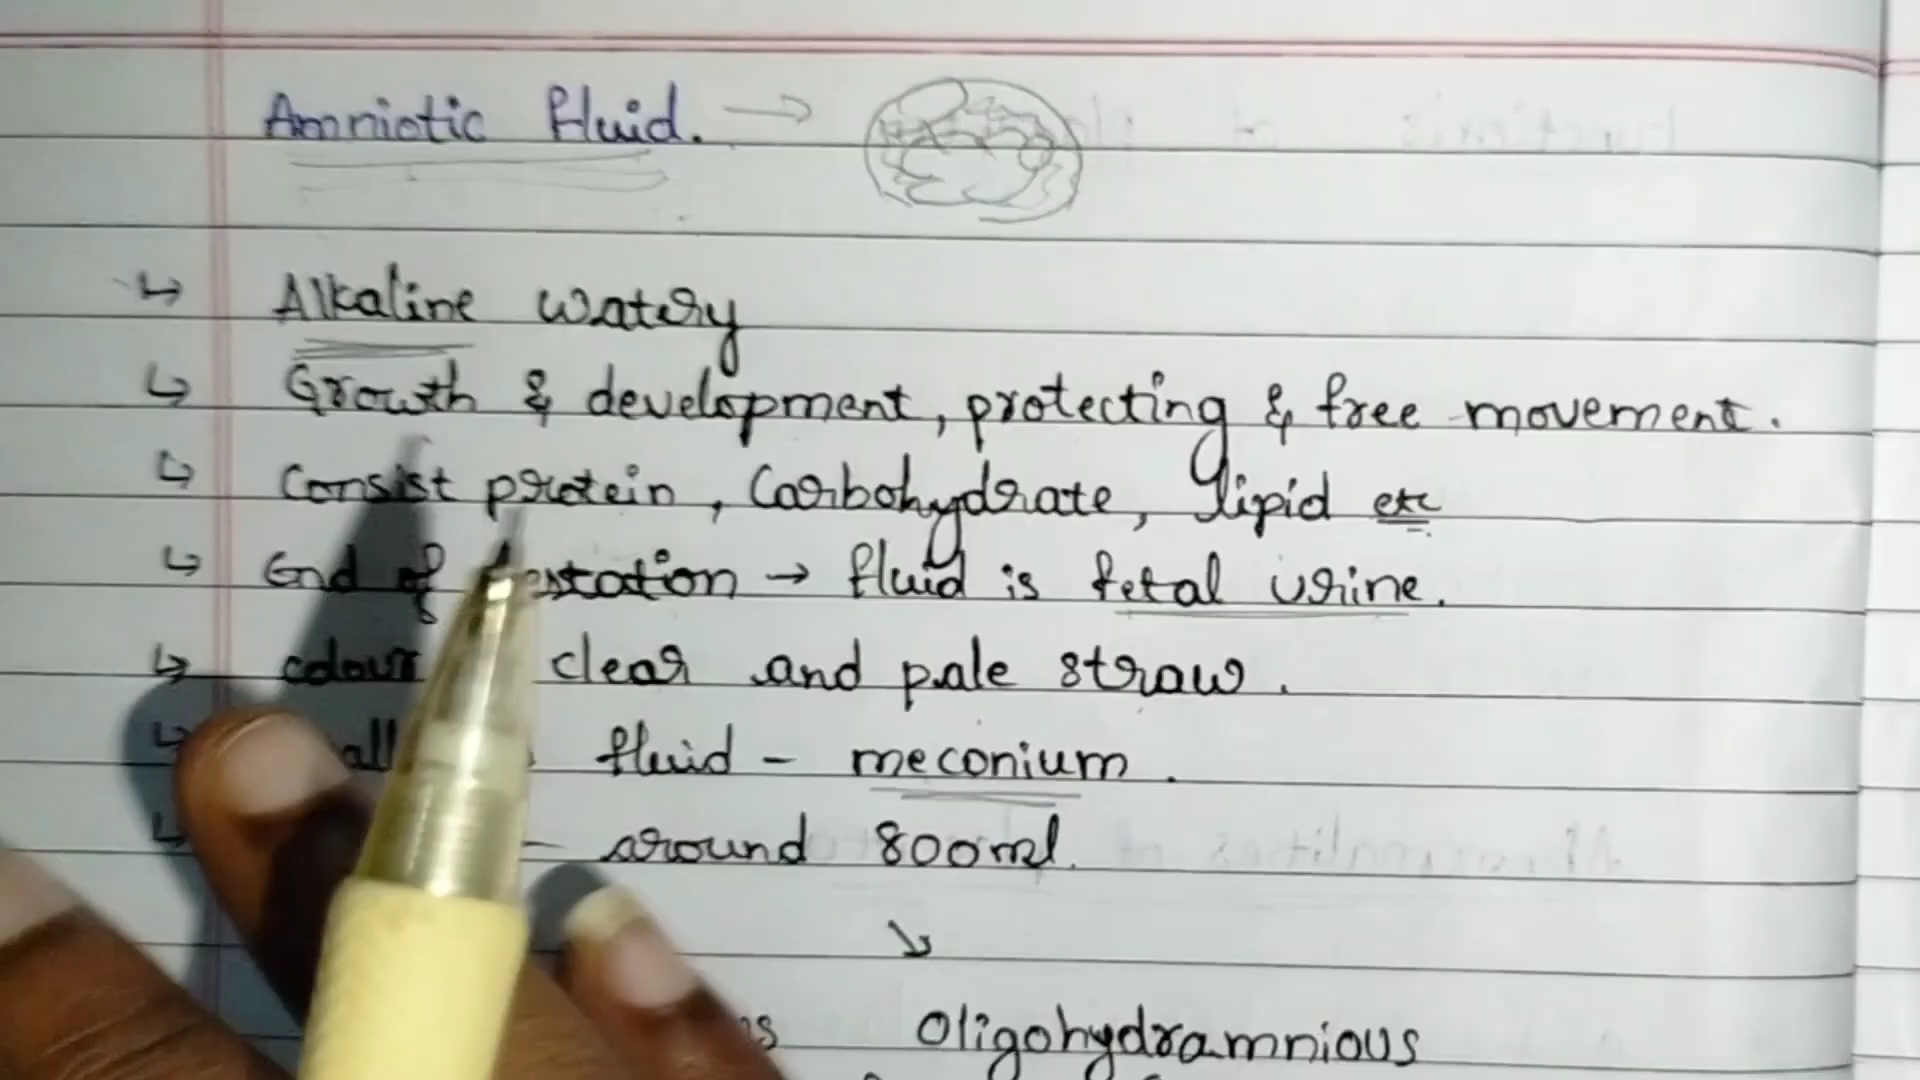 Amniotic fluid. →
↳ Alkaline watery
↳ Growth & development, protecting & free movement.
↳ Consist protein, Carbohydrate, lipid etc
↳ End of gestation → fluid is fetal urine.
↳ colour clear and pale straw.
↳ fluid - meconium.
↳ - around 800ml.
↘
Oligohydramnious